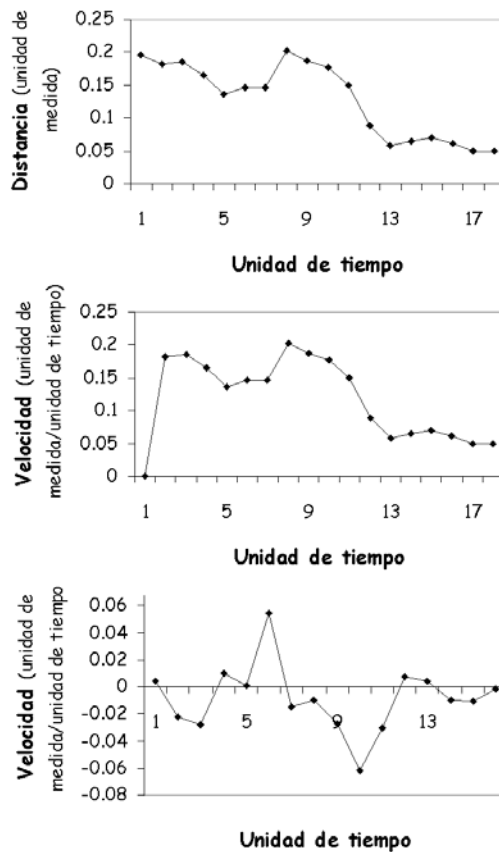 Distancia (unidad de
medida)
0.25
0.2
0.15
0.1
0.05
0
1 5 9 13 17
Unidad de tiempo
Velocidad (unidad de
medida/unidad de tiempo)
0.25
0.2
0.15
0.1
0.05
0
1 5 9 13 17
Unidad de tiempo
Velocidad (unidad de
medida/unidad de tiempo
0.06
0.04
0.02
0
-0.02
-0.04
-0.06
-0.08
1 5 9 13
Unidad de tiempo